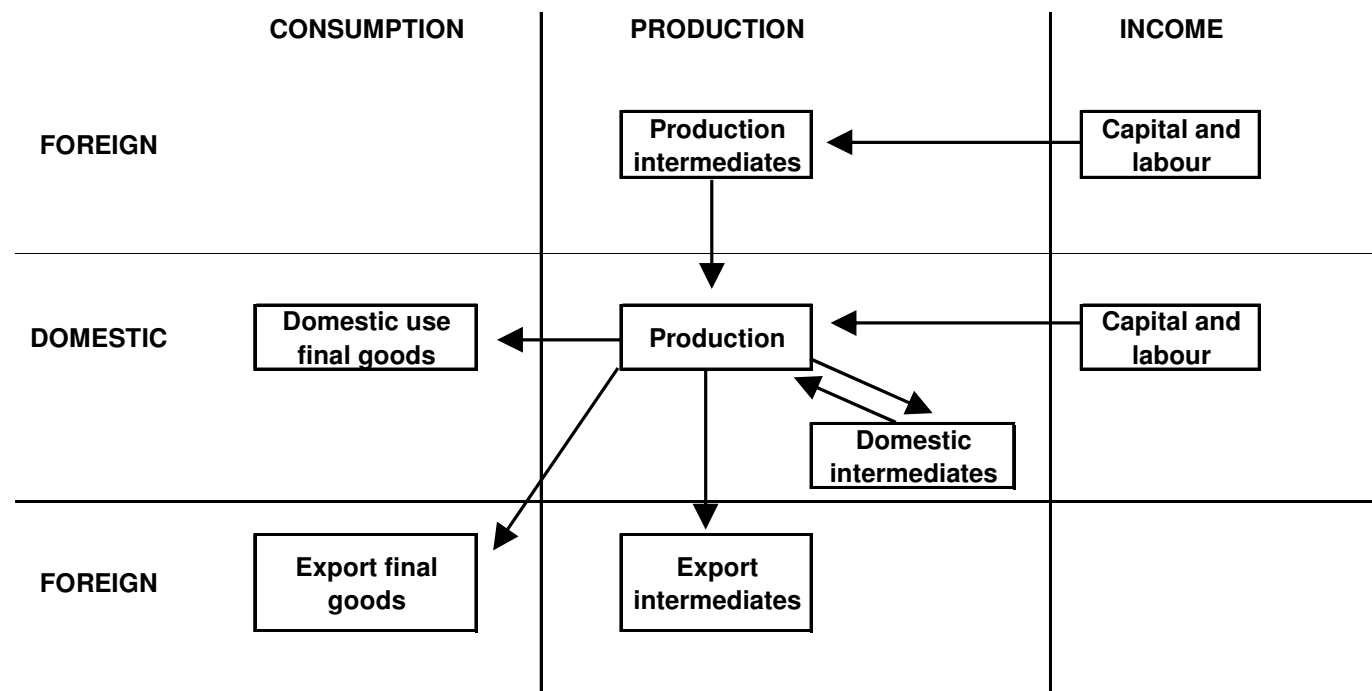 CONSUMPTION
PRODUCTION
INCOME
FOREIGN
Production
intermediates
Capital and
labour
DOMESTIC
Domestic use
final goods
Production
Capital and
labour
Domestic
intermediates
FOREIGN
Export final
goods
Export
intermediates